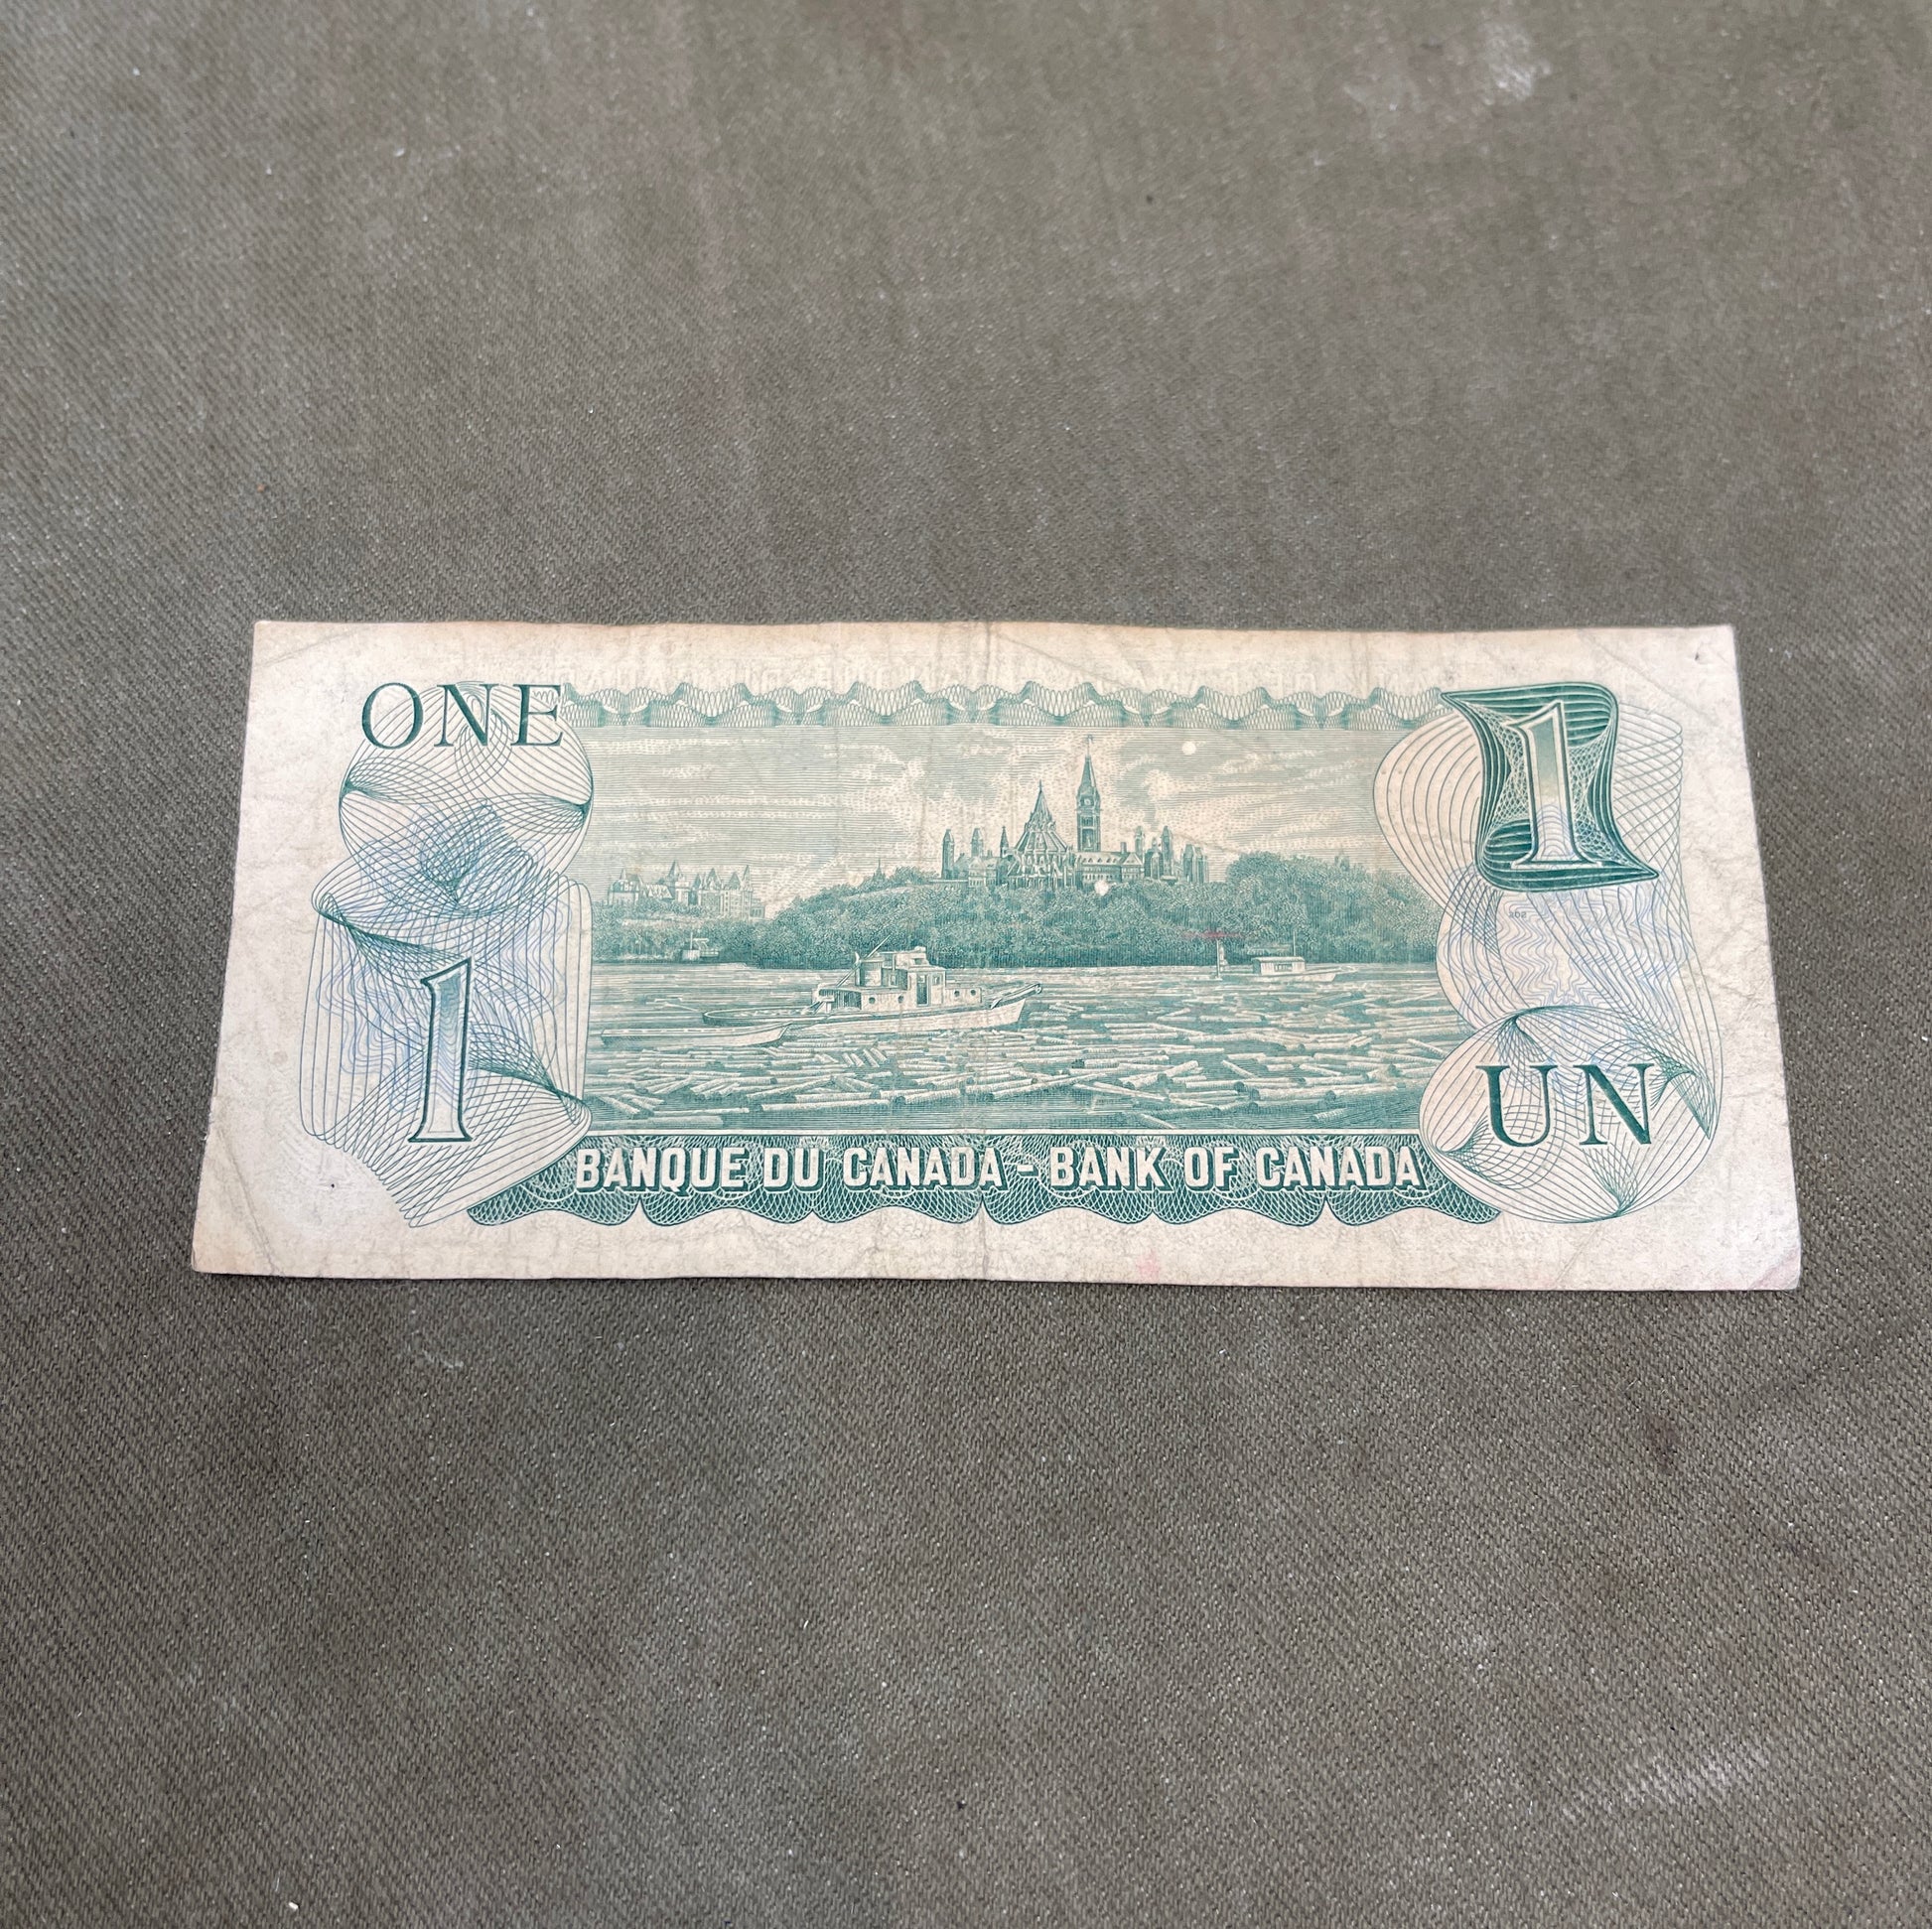 ONE
1
1
UN
BANQUE DU CANADA - BANK OF CANADA